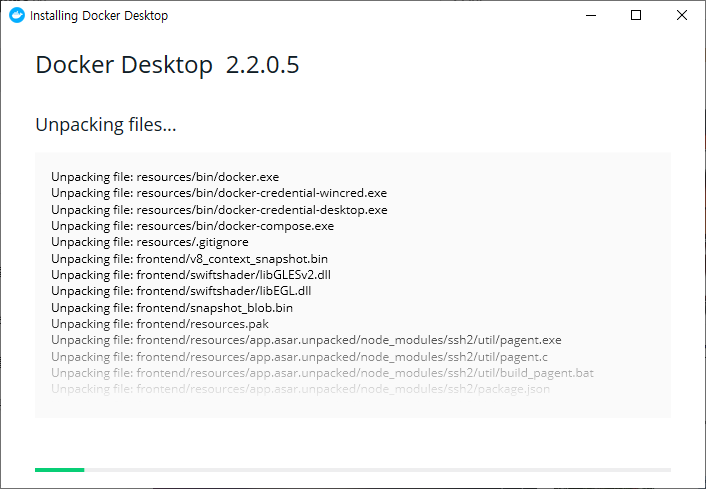 Installing Docker Desktop
Docker Desktop 2.2.0.5
Unpacking files...
Unpacking file: resources/bin/docker.exe
Unpacking file: resources/bin/docker-credential-wincred.exe
Unpacking file: resources/bin/docker-credential-desktop.exe
Unpacking file: resources/bin/docker-compose.exe
Unpacking file: resources/.gitignore
Unpacking file: frontend/v8_context_snapshot.bin
Unpacking file: frontend/swiftshader/libGLESv2.dll
Unpacking file: frontend/swiftshader/libEGL.dll
Unpacking file: frontend/snapshot_blob.bin
Unpacking file: frontend/resources.pak
Unpacking file: frontend/resources/app.asar.unpacked/node_modules/ssh2/util/pagent.exe
Unpacking file: frontend/resources/app.asar.unpacked/node_modules/ssh2/util/pagent.c
Unpacking file: frontend/resources/app.asar.unpacked/node_modules/ssh2/util/build_pagent.bat
Unpacking file: frontend/resources/app.asar.unpacked/node_modules/ssh2/package.json